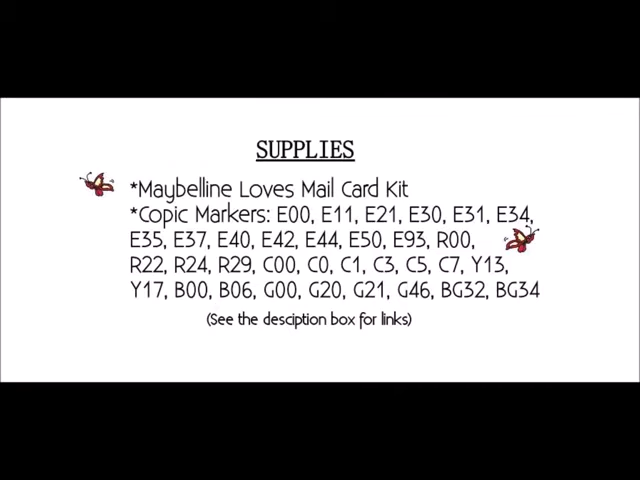 SUPPLIES
*Maybelline Loves Mail Card Kit
*Copic Markers: E00, E11, E21, E30, E31, E34,
E35, E37, E40, E42, E44, E50, E93, R00,
R22, R24, R29, C00, C0, C1, C3, C5, C7, Y13,
Y17, B00, B06, G00, G20, G21, G46, BG32, BG34
(See the desciption box for links)